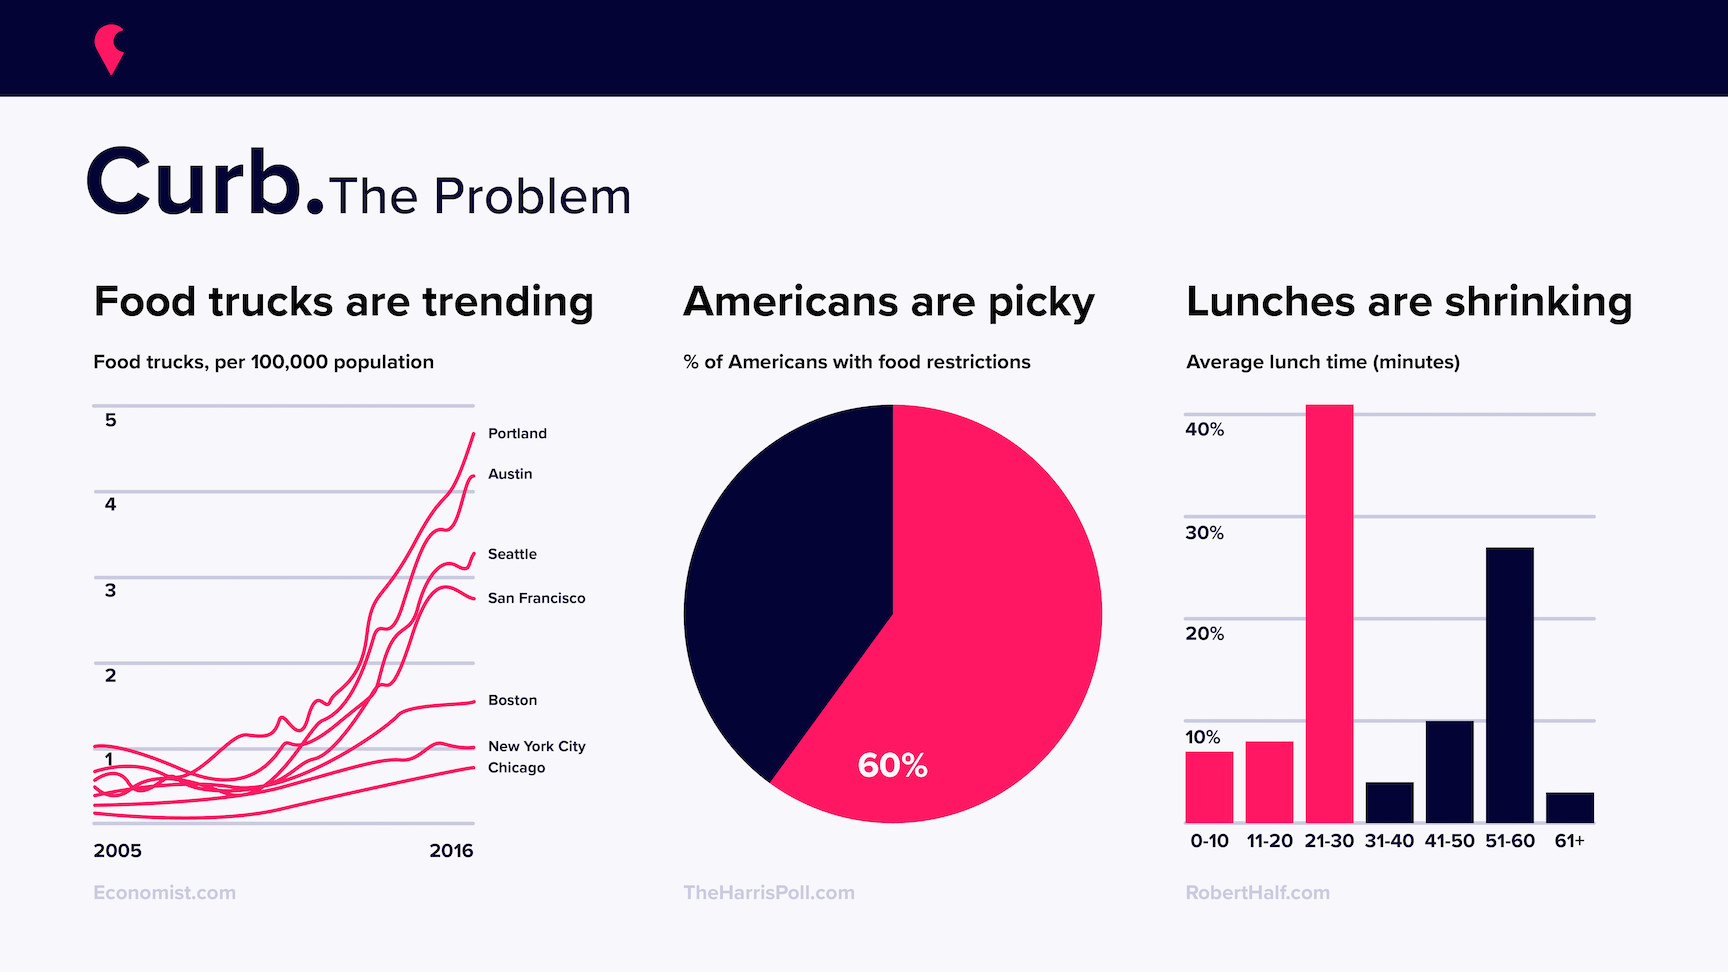 Curb. The Problem
Food trucks are trending
Food trucks, per 100,000 population
5
4
3
2
1
Portland
Austin
Seattle
San Francisco
Boston
New York City
Chicago
2005 2016
Economist.com
Americans are picky
% of Americans with food restrictions
60%
TheHarrisPoll.com
Lunches are shrinking
Average lunch time (minutes)
40%
30%
20%
10%
0-10 11-20 21-30 31-40 41-50 51-60 61+
RobertHalf.com